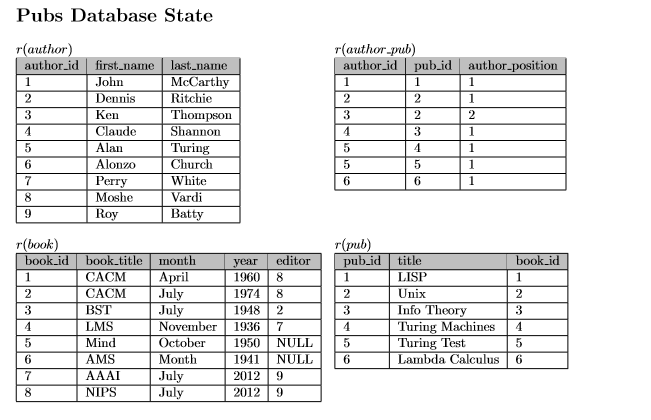 Pubs Database State
r(author)
author_id first_name last_name
1 John McCarthy
2 Dennis Ritchie
3 Ken Thompson
4 Claude Shannon
5 Alan Turing
6 Alonzo Church
7 Perry White
8 Moshe Vardi
9 Roy Batty
r(author_pub)
author_id pub_id author_position
1 1 1
2 2 1
3 2 2
4 3 1
5 4 1
5 5 1
6 6 1
r(book)
book_id book_title month year editor
1 CACM April 1960 8
2 CACM July 1974 8
3 BST July 1948 2
4 LMS November 1936 7
5 Mind October 1950 NULL
6 AMS Month 1941 NULL
7 AAAI July 2012 9
8 NIPS July 2012 9
r(pub)
pub_id title book_id
1 LISP 1
2 Unix 2
3 Info Theory 3
4 Turing Machines 4
5 Turing Test 5
6 Lambda Calculus 6